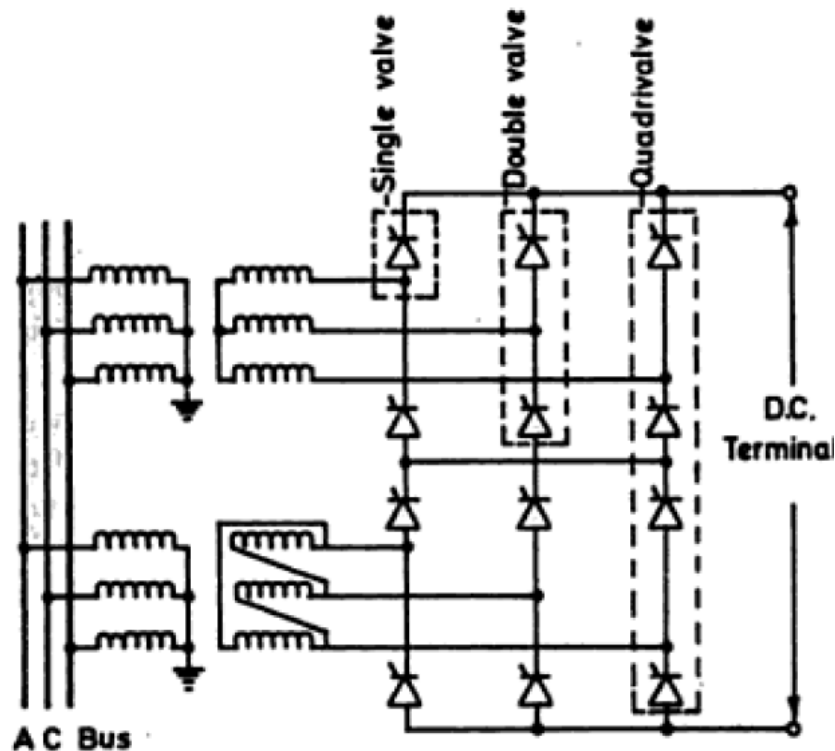 Single valve
Double valve
Quadrivalve
D.C.
Terminal
A C Bus